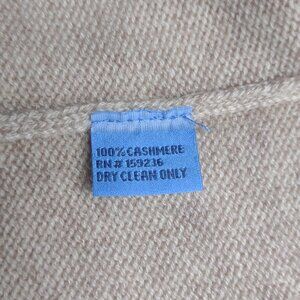 100% CASHMERE
RN # 159236
DRY CLEAN ONLY